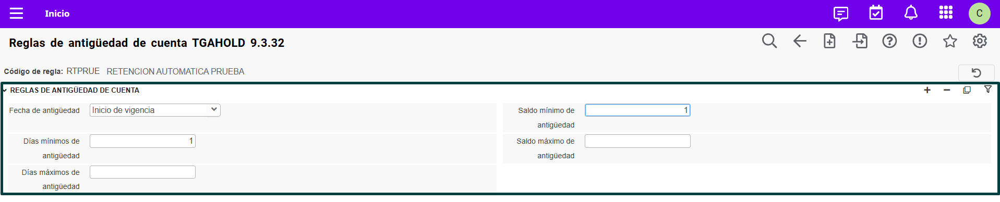 Inicio
C
Reglas de antigüedad de cuenta TGAHOLD 9.3.32
Código de regla: RTPRUE RETENCION AUTOMATICA PRUEBA
REGLAS DE ANTIGÜEDAD DE CUENTA
Fecha de antigüedad Inicio de vigencia
Saldo mínimo de antigüedad 1
Días mínimos de antigüedad 1
Saldo máximo de antigüedad
Días máximos de antigüedad